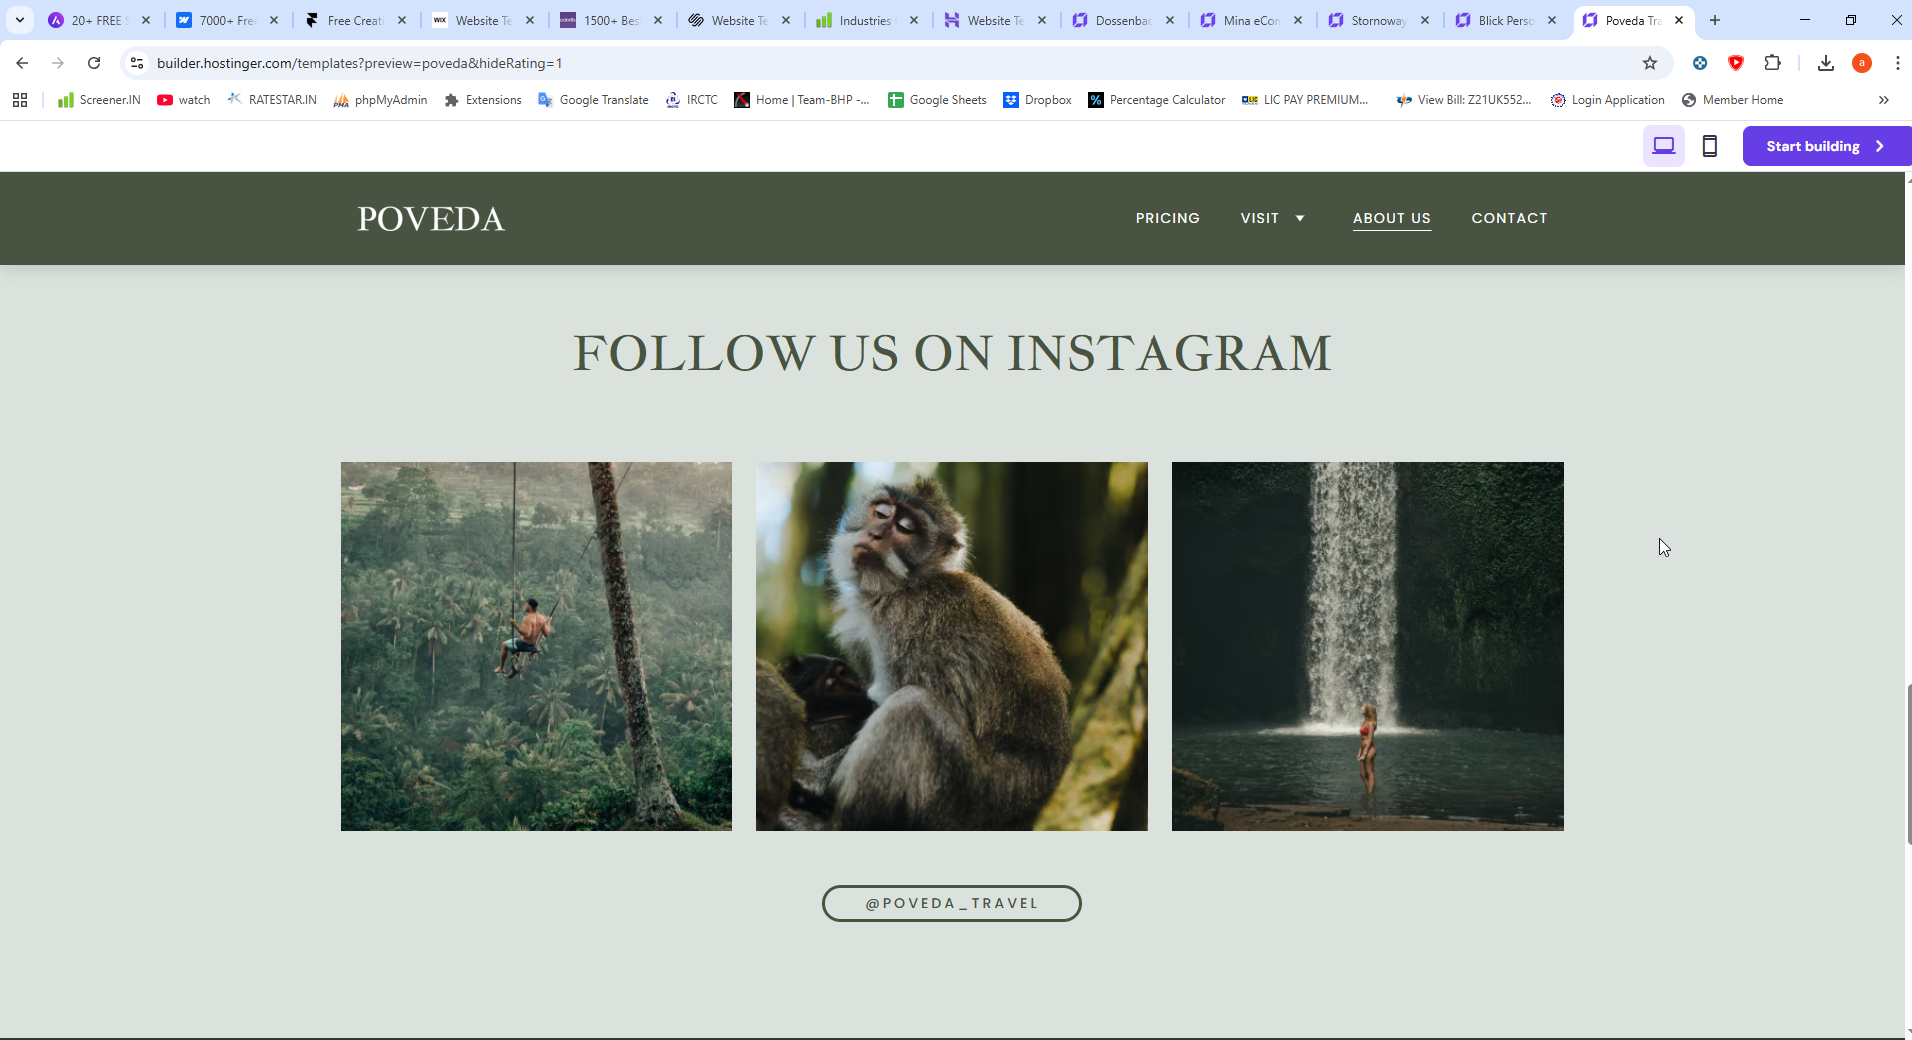 20+ FREE S
7000+ Fre
Free Creati
WIX
Website Te
colorlib
1500+ Bes
Website Te
Industries
Website Te
Dossenbac
Mina eCon
Stornoway
Blick Perso
Poveda Tra
builder.hostinger.com/templates?preview=poveda&hideRating=1
a
Screener.IN
watch
RATESTAR.IN
PMA
phpMyAdmin
Extensions
Google Translate
IRCTC
Home | Team-BHP -...
Google Sheets
Dropbox
Percentage Calculator
LIC PAY PREMIUM...
View Bill: Z21UK552...
Login Application
Member Home
Start building
POVEDA
PRICING
VISIT
ABOUT US
CONTACT
FOLLOW US ON INSTAGRAM
@POVEDA_TRAVEL